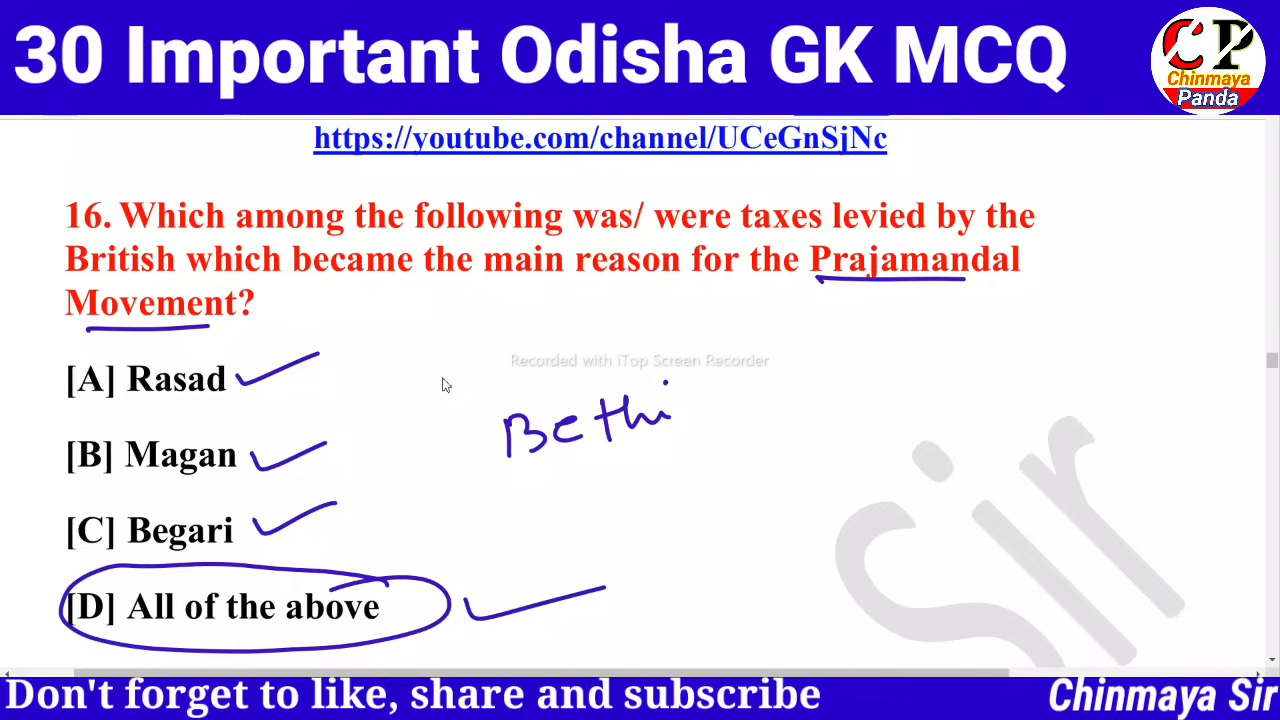 30 Important Odisha GK MCQ
CP
Chinmaya
Panda
https://youtube.com/channel/UCeGnSjNc
16. Which among the following was/ were taxes levied by the
British which became the main reason for the Prajamandal
Movement?
Recorded with iTop Screen Recorder
[A] Rasad
Bethi
[B] Magan
[C] Begari
[D] All of the above
Sir
Don't forget to like, share and subscribe
Chinmaya Sir